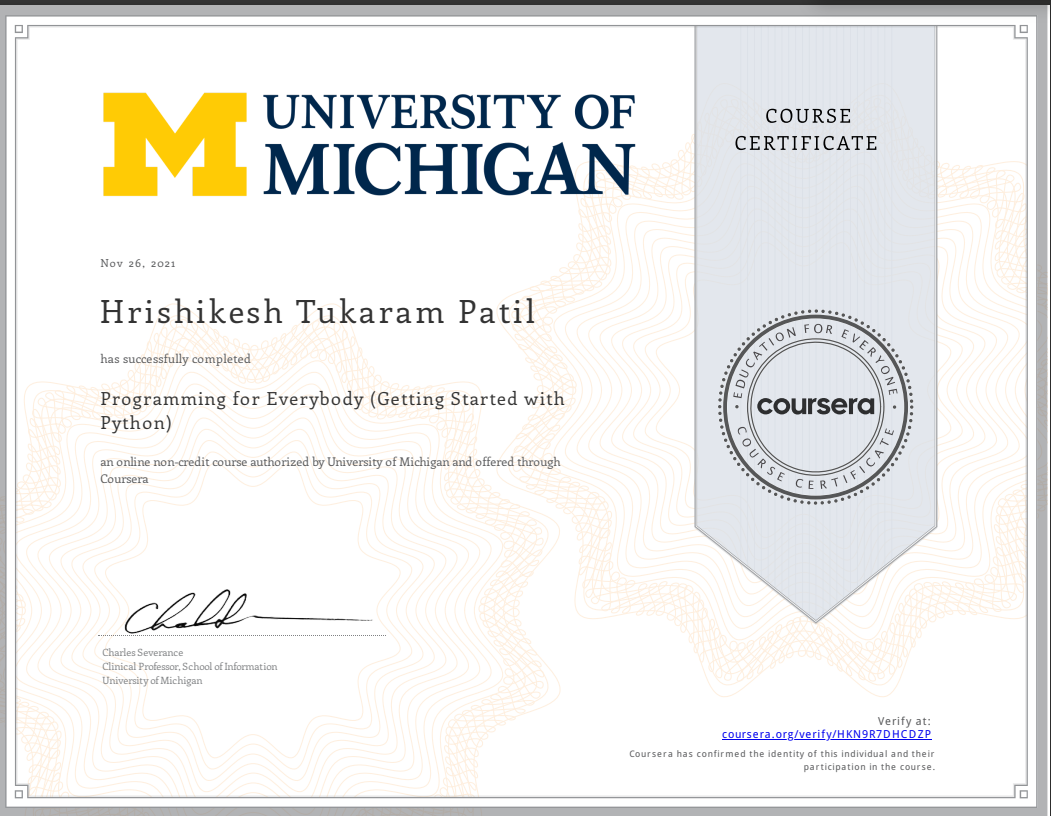 UNIVERSITY OF
MICHIGAN
COURSE
CERTIFICATE
Nov 26, 2021
Hrishikesh Tukaram Patil
has successfully completed
Programming for Everybody (Getting Started with
Python)
an online non-credit course authorized by University of Michigan and offered through
Coursera
EDUCATION FOR EVERYONE
coursera
COURSE CERTIFICATE
Charles Severance
Clinical Professor, School of Information
University of Michigan
Verify at:
coursera.org/verify/HKN9R7DHCDZP
Coursera has confirmed the identity of this individual and their
participation in the course.